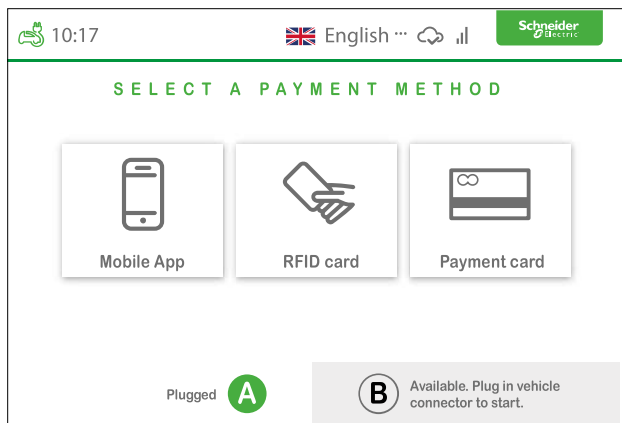 10:17
English ...
Schneider
Electric
SELECT A PAYMENT METHOD
Mobile App
RFID card
Payment card
Plugged
A
B
Available. Plug in vehicle
connector to start.